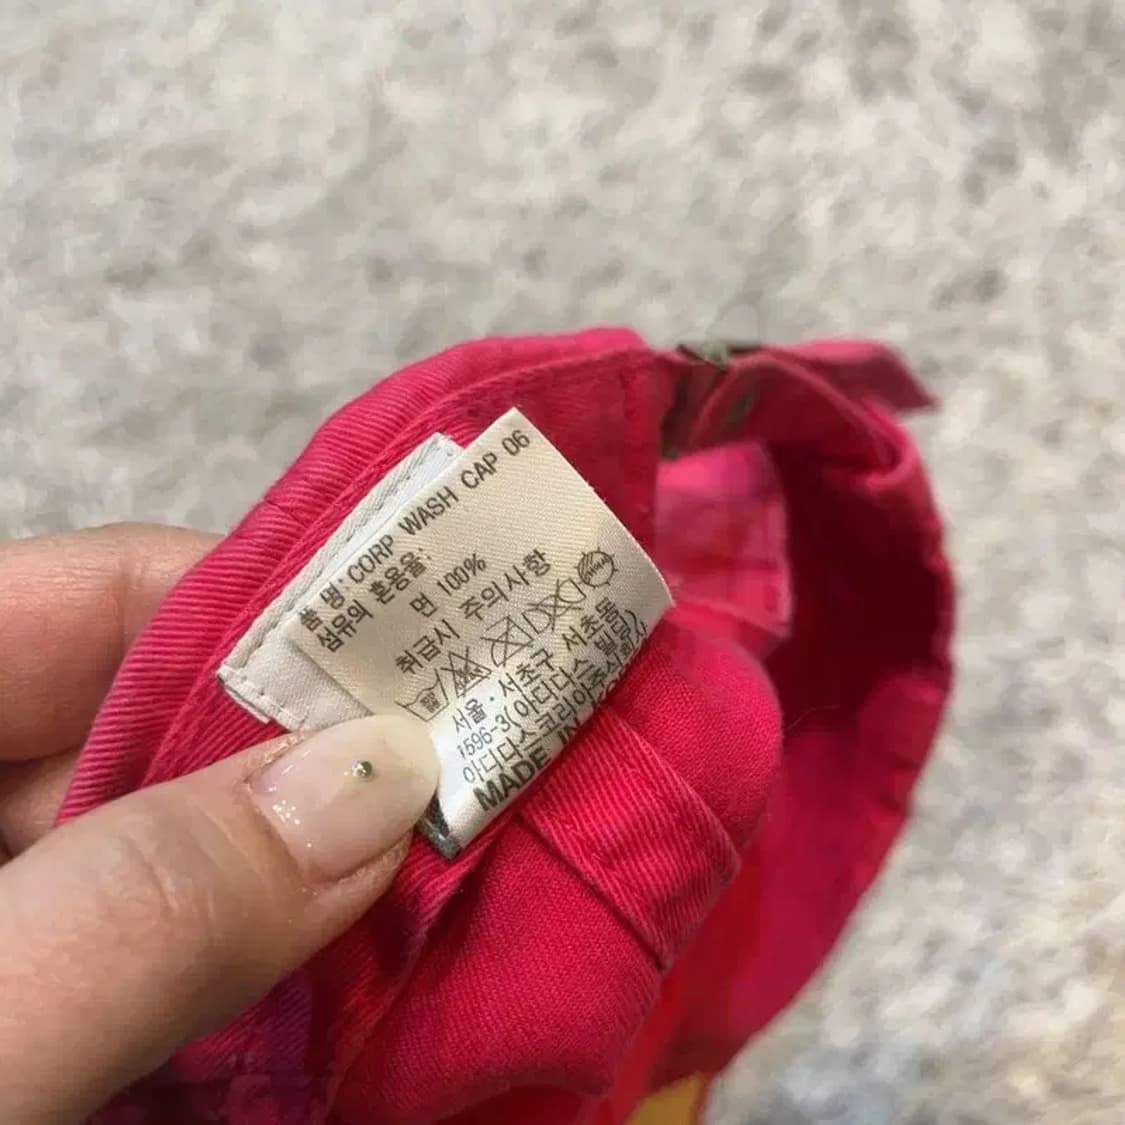 품명:CORP WASH CAP 06
섬유의 혼용율:
면 100%
취급시 주의사항
서울.서초구 서초동
1596-3(아디다스 빌딩)
아디다스코리아주식회사
MADE IN